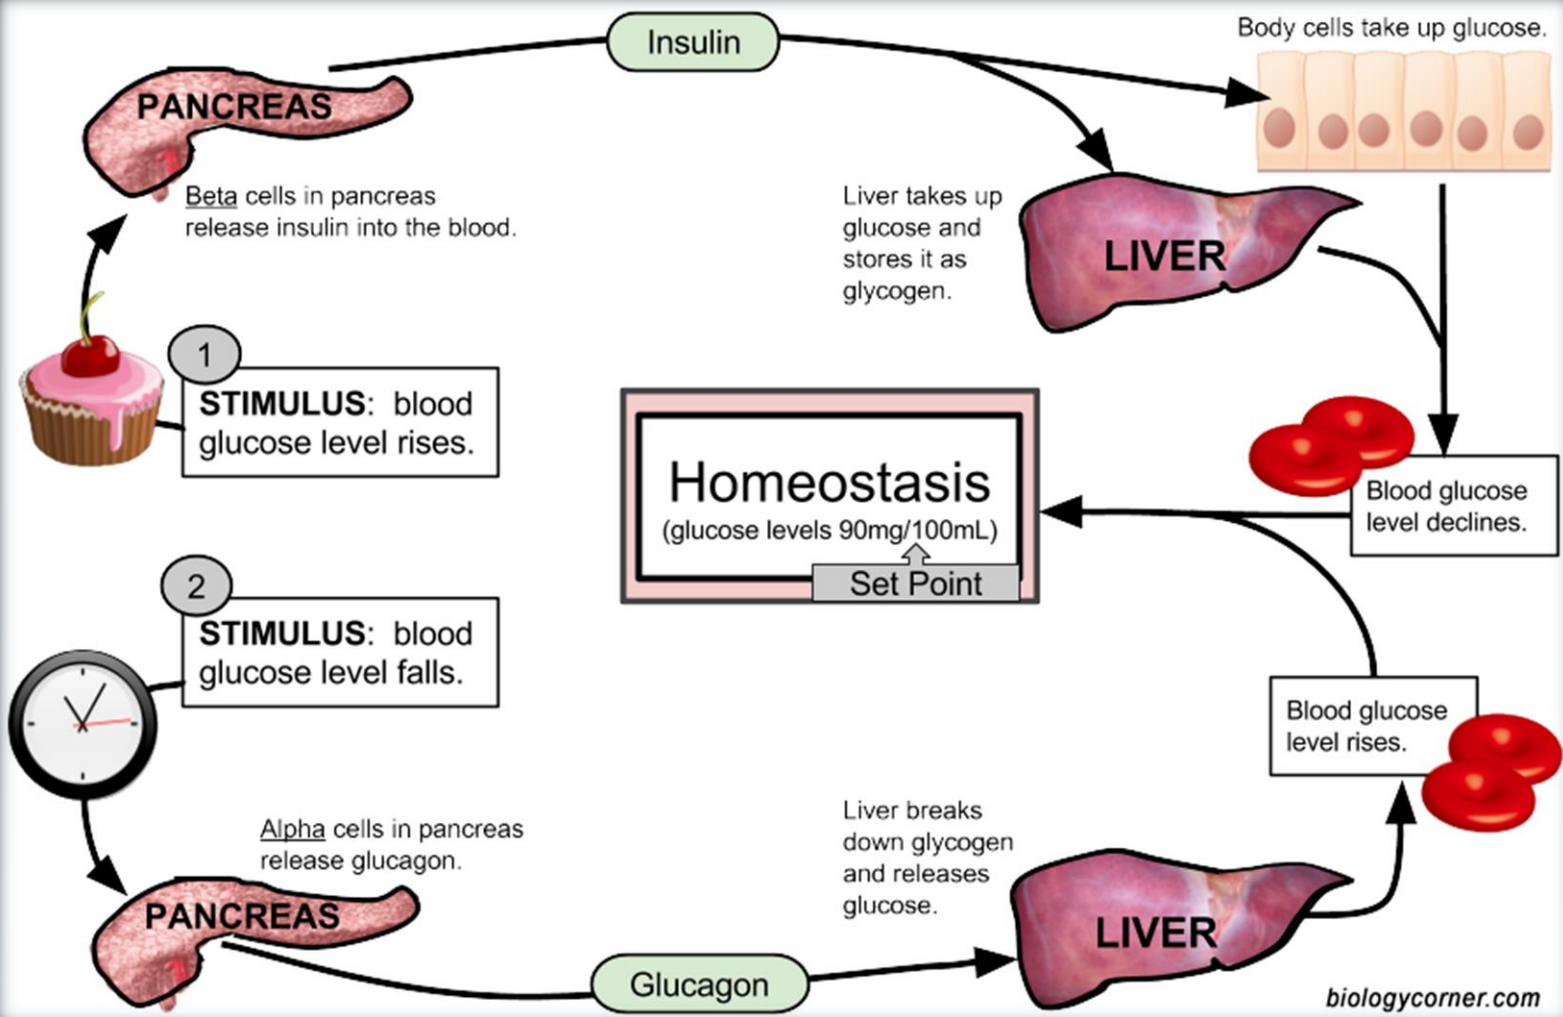 Insulin
Body cells take up glucose.
PANCREAS
Beta cells in pancreas
release insulin into the blood.
Liver takes up
glucose and
stores it as
glycogen.
LIVER
1
STIMULUS: blood
glucose level rises.
Homeostasis
(glucose levels 90mg/100mL)
Set Point
Blood glucose
level declines.
2
STIMULUS: blood
glucose level falls.
Blood glucose
level rises.
Alpha cells in pancreas
release glucagon.
PANCREAS
Glucagon
Liver breaks
down glycogen
and releases
glucose.
LIVER
biologycorner.com